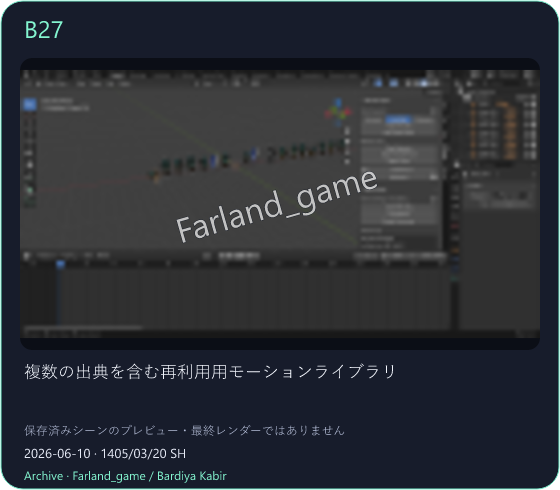 B27
Farland_game
複数の出典を含む再利用用モーションライブラリ
保存済みシーンのプレビュー・最終レンダーではありません
2026-06-10 · 1405/03/20 SH
Archive · Farland_game / Bardiya Kabir